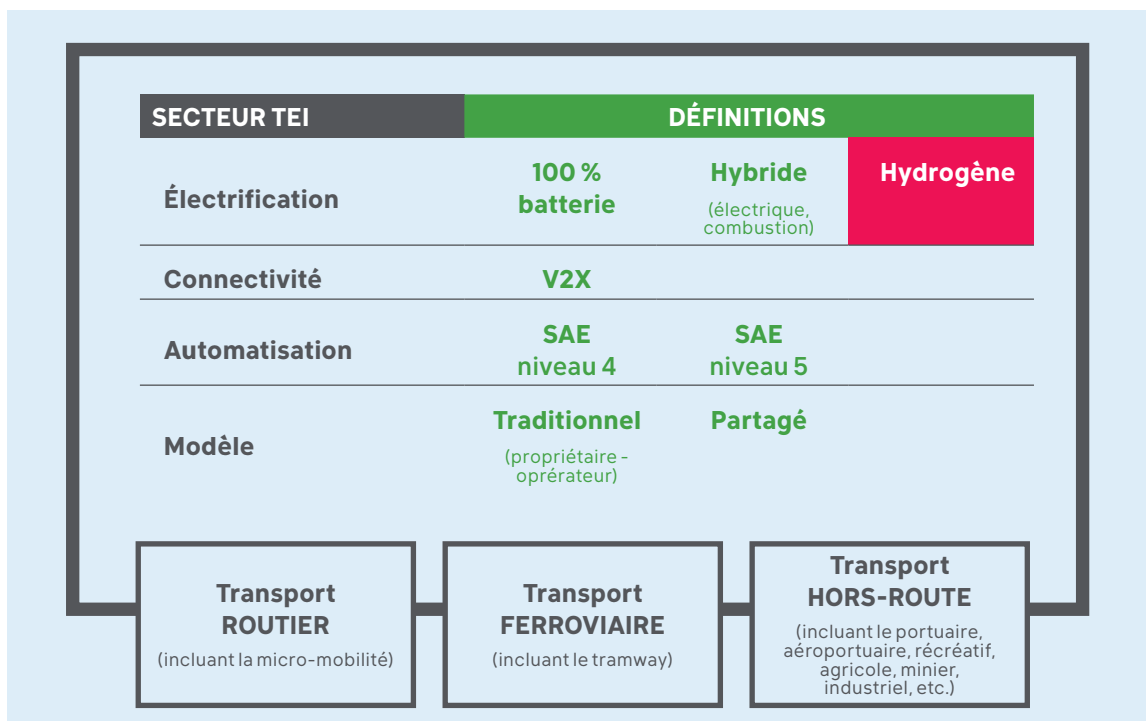 SECTEUR TEI
DÉFINITIONS
Électrification
100 %
batterie
Hybride
(électrique,
combustion)
Hydrogène
Connectivité
V2X
Automatisation
SAE
niveau 4
SAE
niveau 5
Modèle
Traditionnel
(propriétaire -
oprérateur)
Partagé
Transport
ROUTIER
(incluant la micro-mobilité)
Transport
FERROVIAIRE
(incluant le tramway)
Transport
HORS-ROUTE
(incluant le portuaire,
aéroportuaire, récréatif,
agricole, minier,
industriel, etc.)